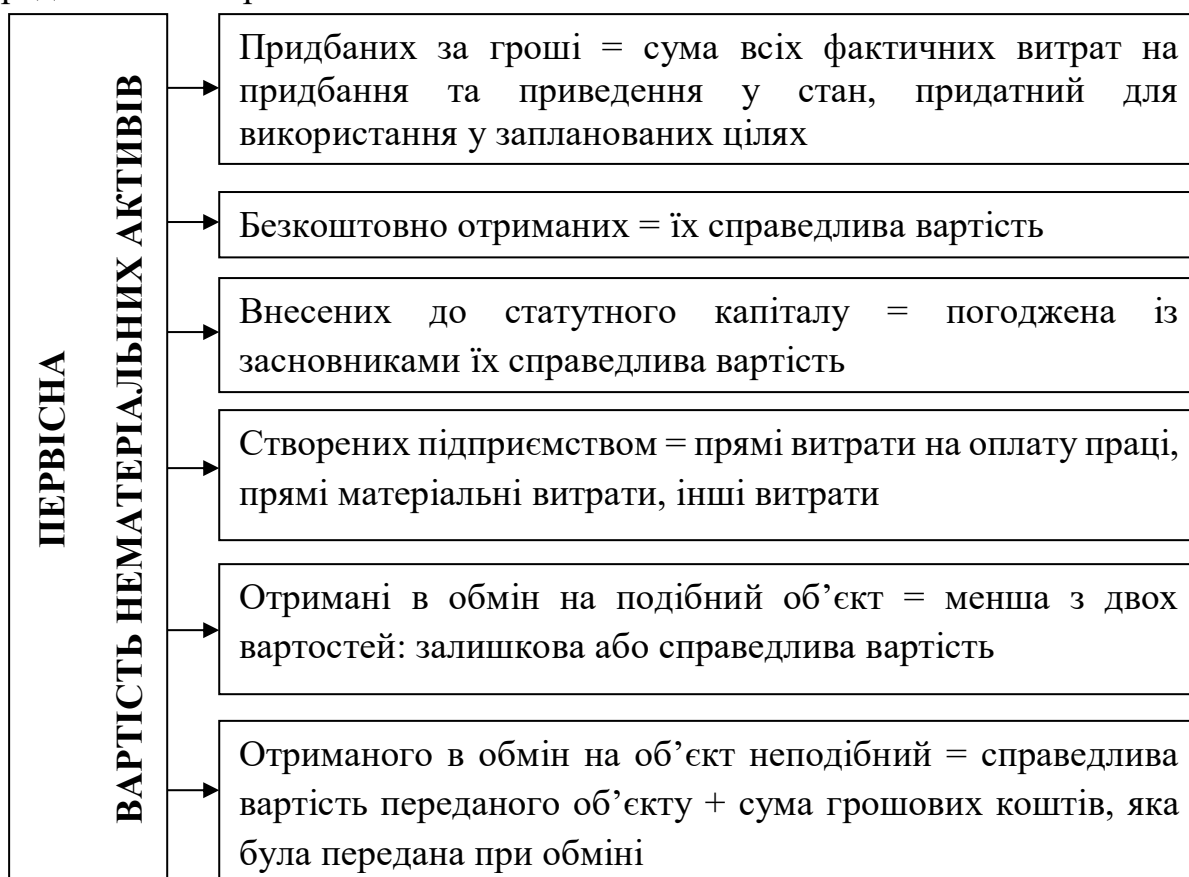 ПЕРВІСНА
ВАРТІСТЬ НЕМАТЕРІАЛЬНИХ АКТИВІВ
Придбаних за гроші = сума всіх фактичних витрат на
придбання та приведення у стан, придатний для
використання у запланованих цілях
Безкоштовно отриманих = їх справедлива вартість
Внесених до статутного капіталу = погоджена із
засновниками їх справедлива вартість
Створених підприємством = прямі витрати на оплату праці,
прямі матеріальні витрати, інші витрати
Отримані в обмін на подібний об’єкт = менша з двох
вартостей: залишкова або справедлива вартість
Отриманого в обмін на об’єкт неподібний = справедлива
вартість переданого об’єкту + сума грошових коштів, яка
була передана при обміні